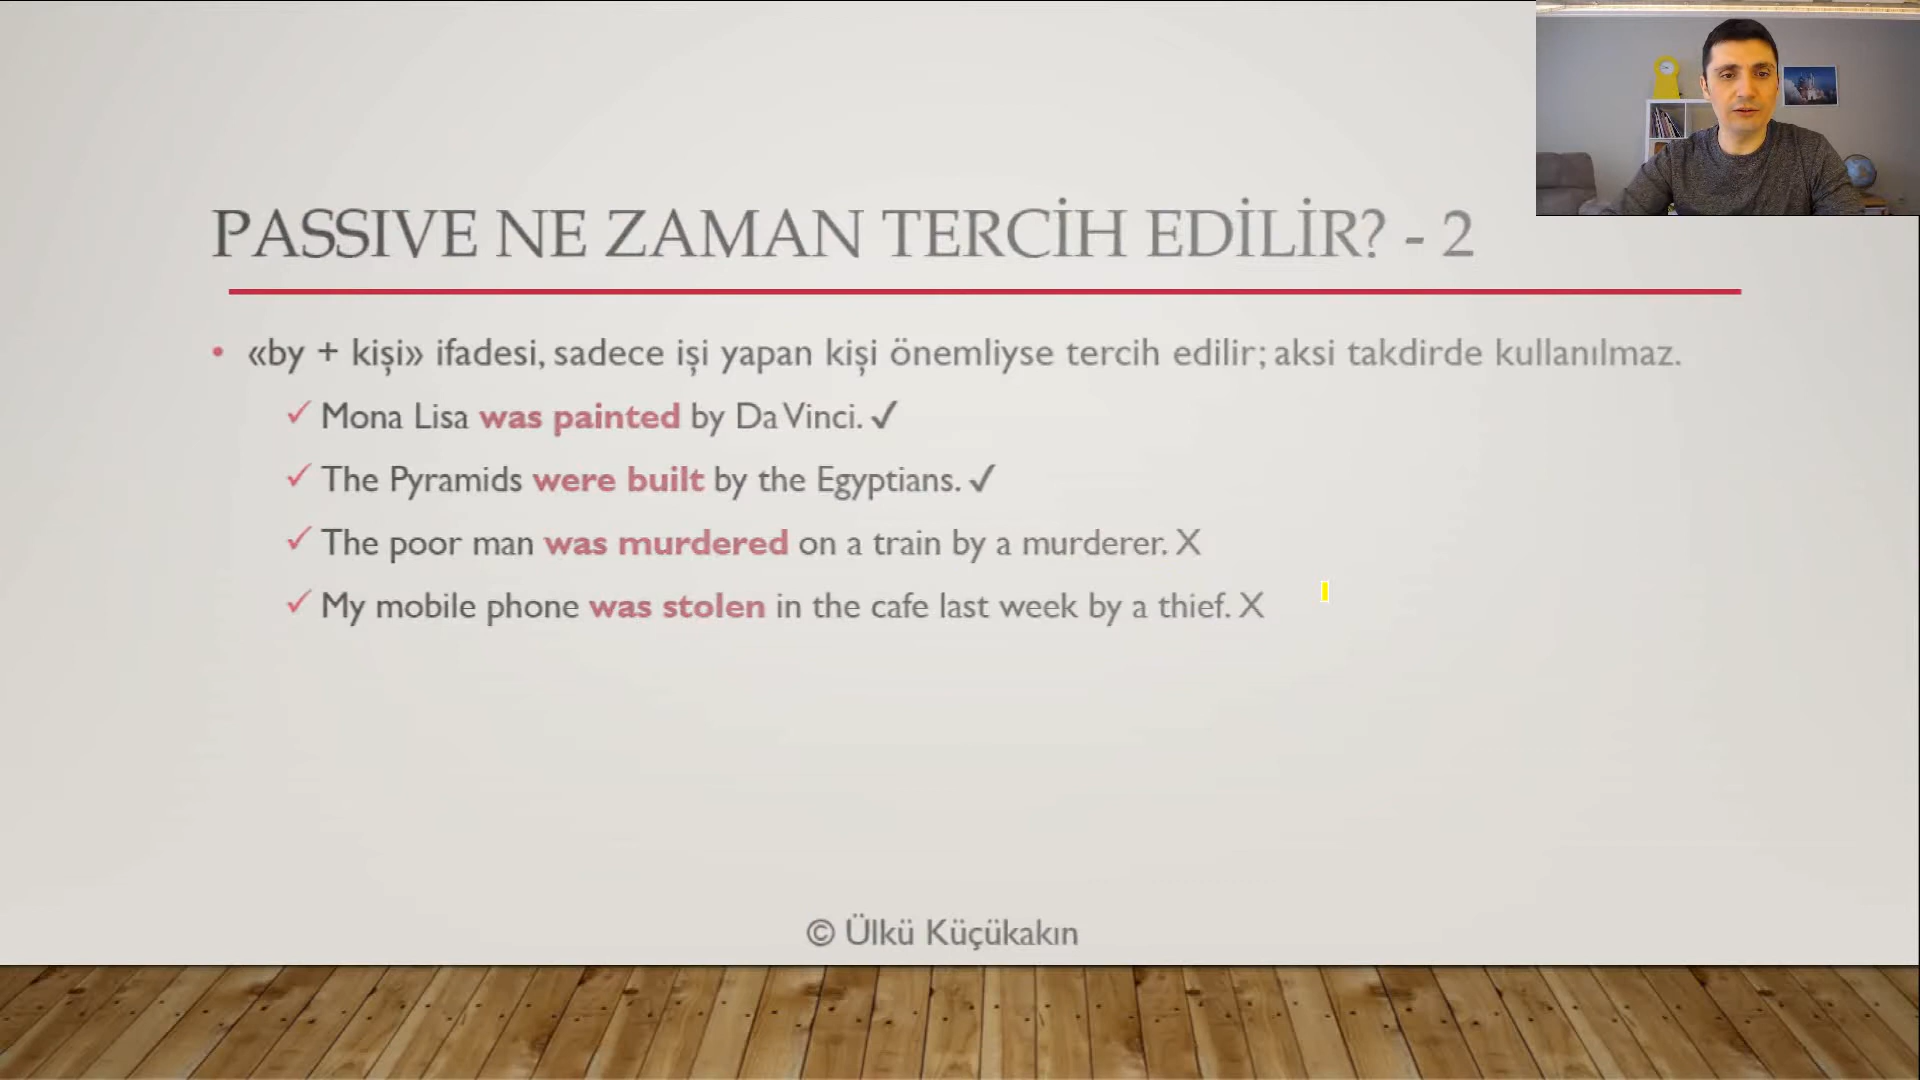 PASSIVE NE ZAMAN TERCİH EDİLİR? - 2
• «by + kişi» ifadesi, sadece işi yapan kişi önemliyse tercih edilir; aksi takdirde kullanılmaz.
✓ Mona Lisa was painted by Da Vinci. ✓
✓ The Pyramids were built by the Egyptians. ✓
✓ The poor man was murdered on a train by a murderer. X
✓ My mobile phone was stolen in the cafe last week by a thief. X
© Ülkü Küçükakın